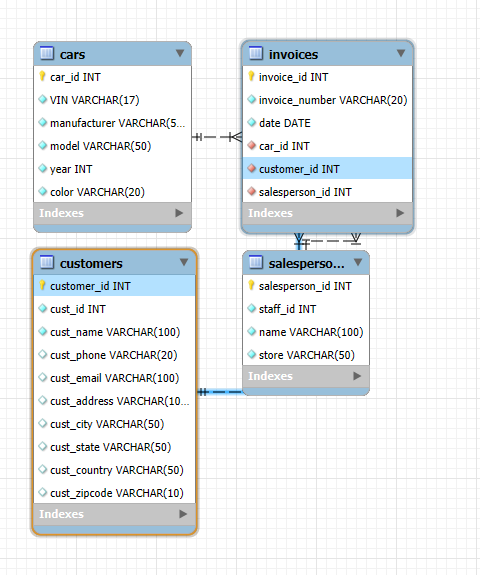 cars
car_id INT
VIN VARCHAR(17)
manufacturer VARCHAR(5...
model VARCHAR(50)
year INT
color VARCHAR(20)
Indexes
invoices
invoice_id INT
invoice_number VARCHAR(20)
date DATE
car_id INT
customer_id INT
salesperson_id INT
Indexes
customers
customer_id INT
cust_id INT
cust_name VARCHAR(100)
cust_phone VARCHAR(20)
cust_email VARCHAR(100)
cust_address VARCHAR(10...
cust_city VARCHAR(50)
cust_state VARCHAR(50)
cust_country VARCHAR(50)
cust_zipcode VARCHAR(10)
Indexes
salesperso...
salesperson_id INT
staff_id INT
name VARCHAR(100)
store VARCHAR(50)
Indexes